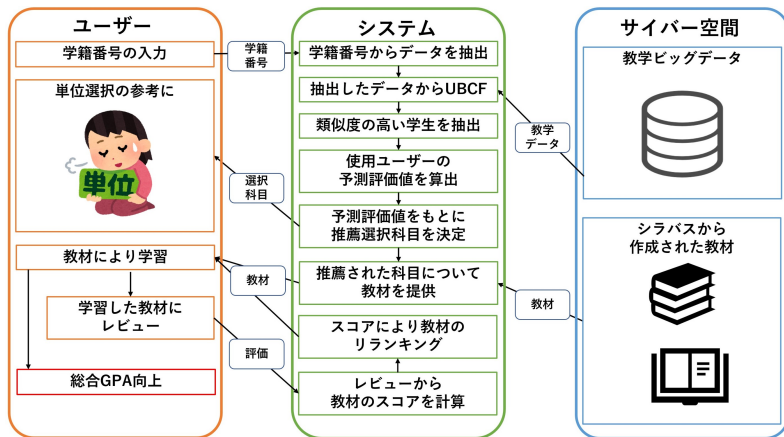 ユーザー
学籍番号の入力
単位選択の参考に
単位
教材により学習
学習した教材に
レビュー
総合GPA向上
学籍
番号
選択
科目
教材
評価
システム
学籍番号からデータを抽出
抽出したデータからUBCF
類似度の高い学生を抽出
使用ユーザーの
予測評価値を算出
予測評価値をもとに
推薦選択科目を決定
推薦された科目について
教材を提供
スコアにより教材の
リランキング
レビューから
教材のスコアを計算
教学
データ
教材
サイバー空間
教学ビッグデータ
シラバスから
作成された教材